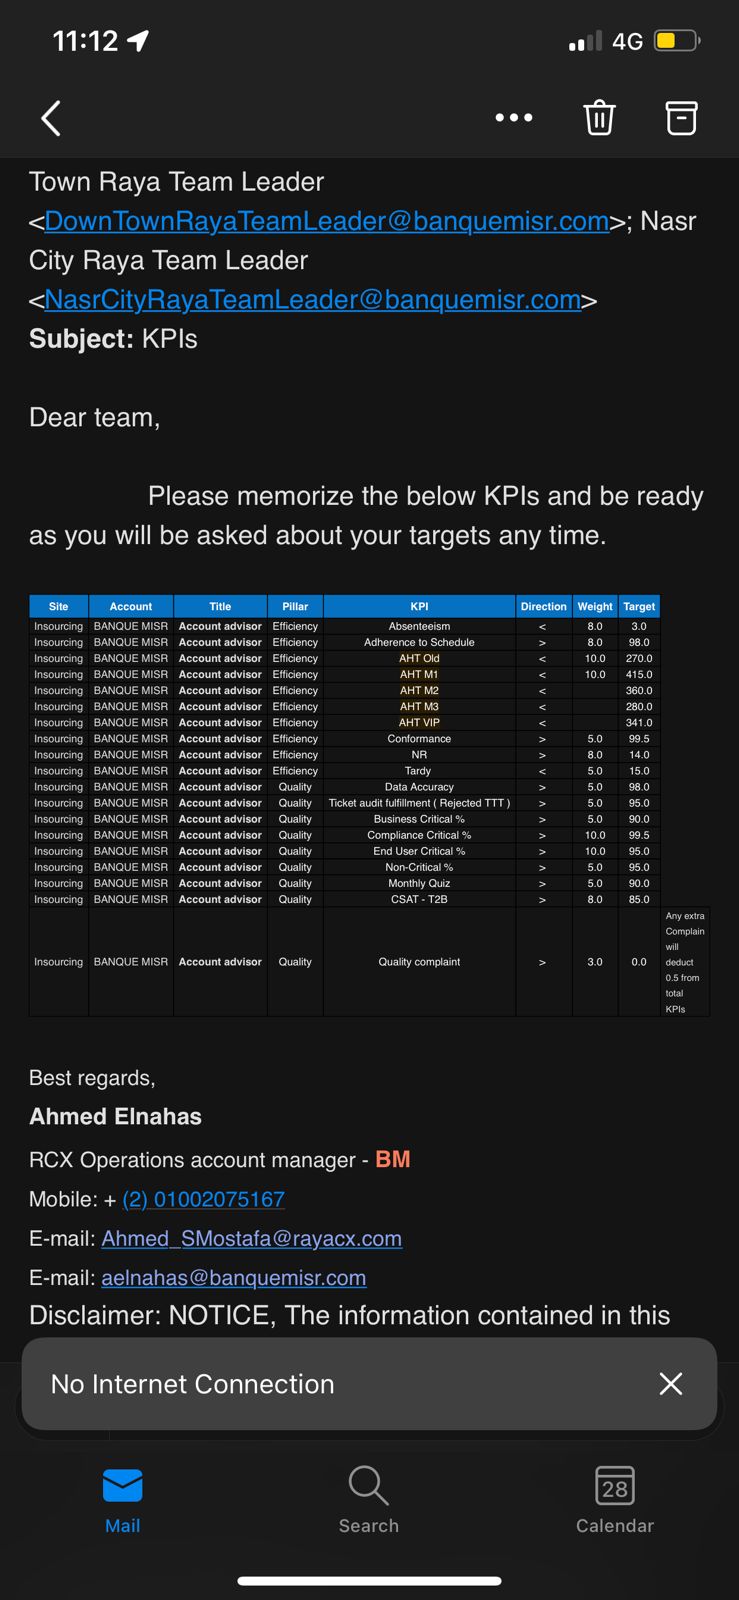 11:12
4G
Town Raya Team Leader
<DownTownRayaTeamLeader@banquemisr.com>; Nasr
City Raya Team Leader
<NasrCityRayaTeamLeader@banquemisr.com>
Subject: KPIs
Dear team,
Please memorize the below KPIs and be ready
as you will be asked about your targets any time.
Site Account Title Pillar KPI Direction Weight Target
Insourcing BANQUE MISR Account advisor Efficiency Absenteeism < 8.0 3.0
Insourcing BANQUE MISR Account advisor Efficiency Adherence to Schedule > 8.0 98.0
Insourcing BANQUE MISR Account advisor Efficiency AHT Old < 10.0 270.0
Insourcing BANQUE MISR Account advisor Efficiency AHT M1 < 10.0 415.0
Insourcing BANQUE MISR Account advisor Efficiency AHT M2 < 360.0
Insourcing BANQUE MISR Account advisor Efficiency AHT M3 < 280.0
Insourcing BANQUE MISR Account advisor Efficiency AHT VIP < 341.0
Insourcing BANQUE MISR Account advisor Efficiency Conformance > 5.0 99.5
Insourcing BANQUE MISR Account advisor Efficiency NR > 8.0 14.0
Insourcing BANQUE MISR Account advisor Efficiency Tardy < 5.0 15.0
Insourcing BANQUE MISR Account advisor Quality Data Accuracy > 5.0 98.0
Insourcing BANQUE MISR Account advisor Quality Ticket audit fulfillment ( Rejected TTT ) > 5.0 95.0
Insourcing BANQUE MISR Account advisor Quality Business Critical % > 5.0 90.0
Insourcing BANQUE MISR Account advisor Quality Compliance Critical % > 10.0 99.5
Insourcing BANQUE MISR Account advisor Quality End User Critical % > 10.0 95.0
Insourcing BANQUE MISR Account advisor Quality Non-Critical % > 5.0 95.0
Insourcing BANQUE MISR Account advisor Quality Monthly Quiz > 5.0 90.0
Insourcing BANQUE MISR Account advisor Quality CSAT - T2B > 8.0 85.0
Insourcing BANQUE MISR Account advisor Quality Quality complaint > 3.0 0.0
Any extra
Complain
will
deduct
0.5 from
total
KPIs
Best regards,
Ahmed Elnahas
RCX Operations account manager - BM
Mobile: + (2) 01002075167
E-mail: Ahmed_SMostafa@rayacx.com
E-mail: aelnahas@banquemisr.com
Disclaimer: NOTICE, The information contained in this
No Internet Connection
28
Mail Search Calendar